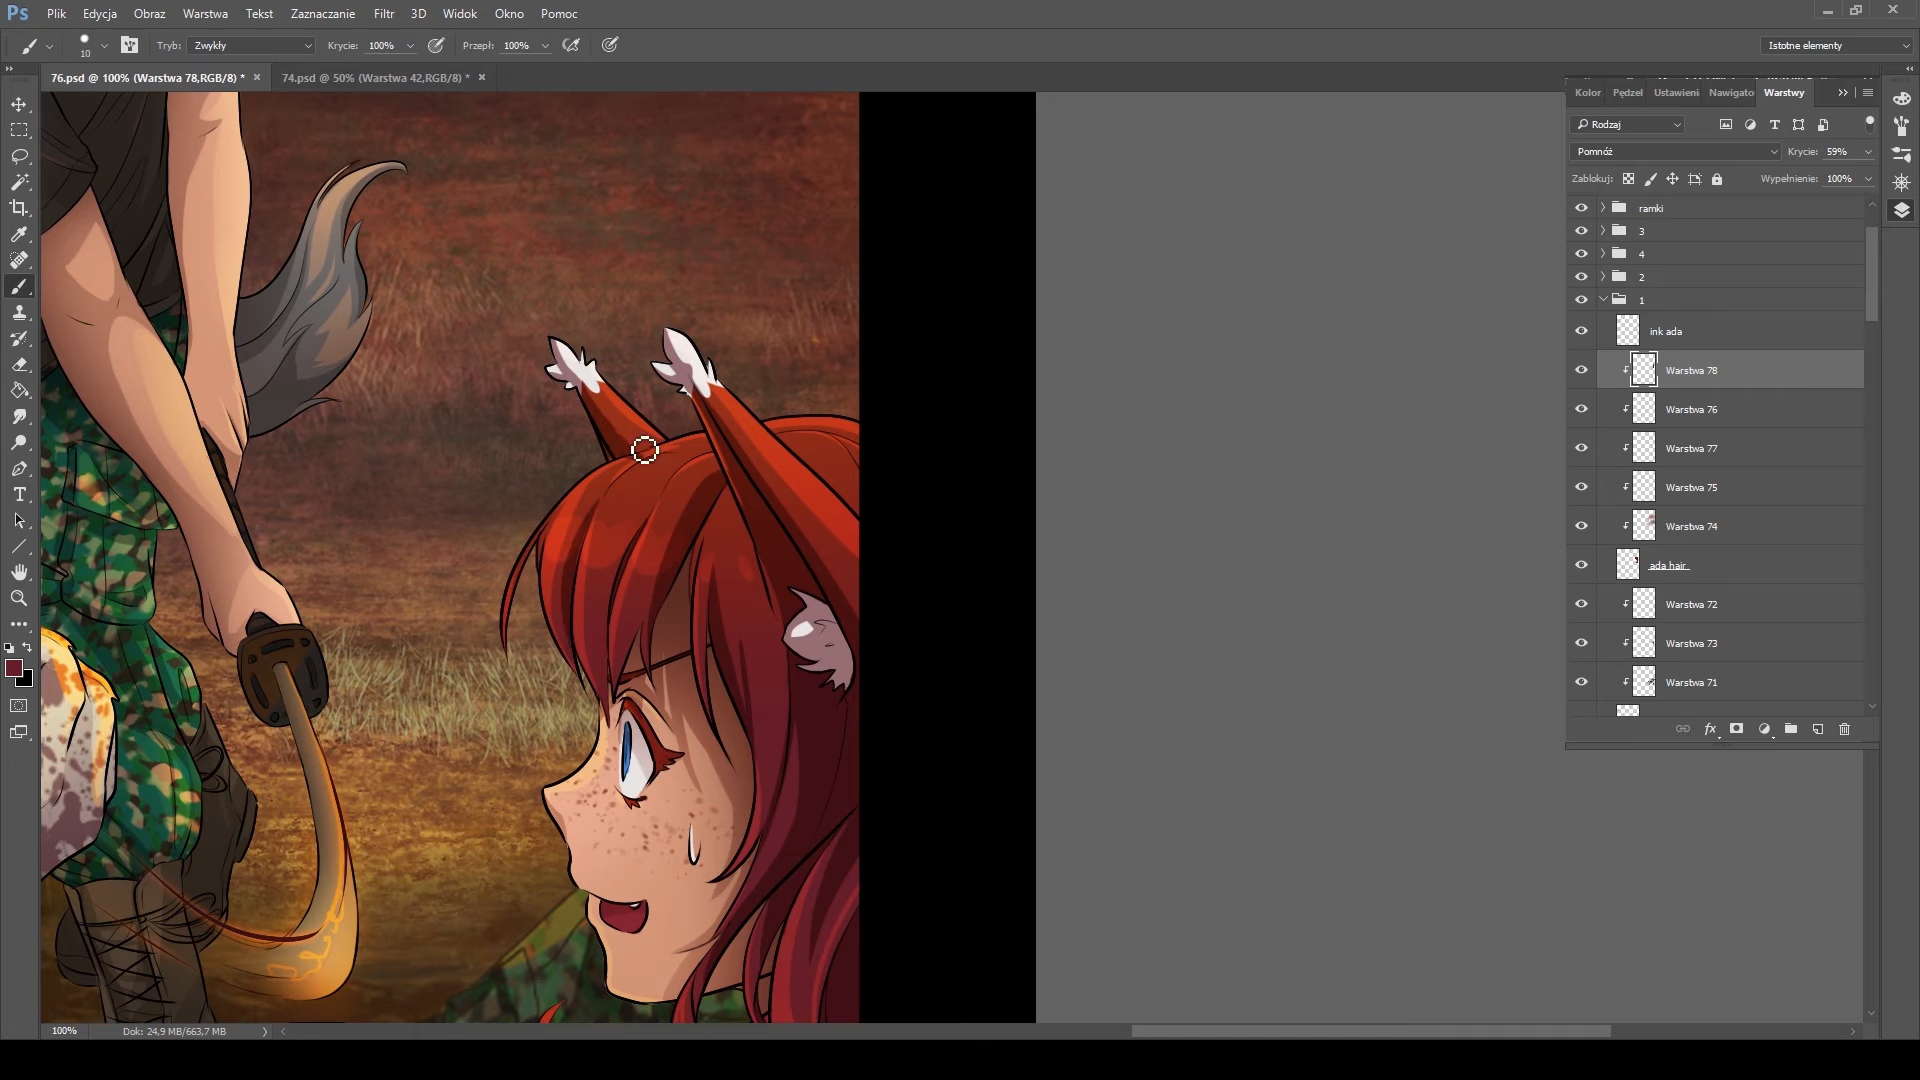 Ps Plik Edycja Obraz Warstwa Tekst Zaznaczanie Filtr 3D Widok Okno Pomoc
10 Tryb: Zwykły Krycie: 100% Przepł: 100% Istotne elementy
76.psd @ 100% (Warstwa 78,RGB/8) * × 74.psd @ 50% (Warstwa 42,RGB/8) * ×
Kolor Pędzel Ustawieni Nawigato Warstwy
Rodzaj
Pomnóż Krycie: 59%
Zablokuj: Wypełnienie: 100%
ramki
3
4
2
1
ink ada
Warstwa 78
Warstwa 76
Warstwa 77
Warstwa 75
Warstwa 74
ada hair
Warstwa 72
Warstwa 73
Warstwa 71
fx
100% Dok: 24,9 MB/663,7 MB